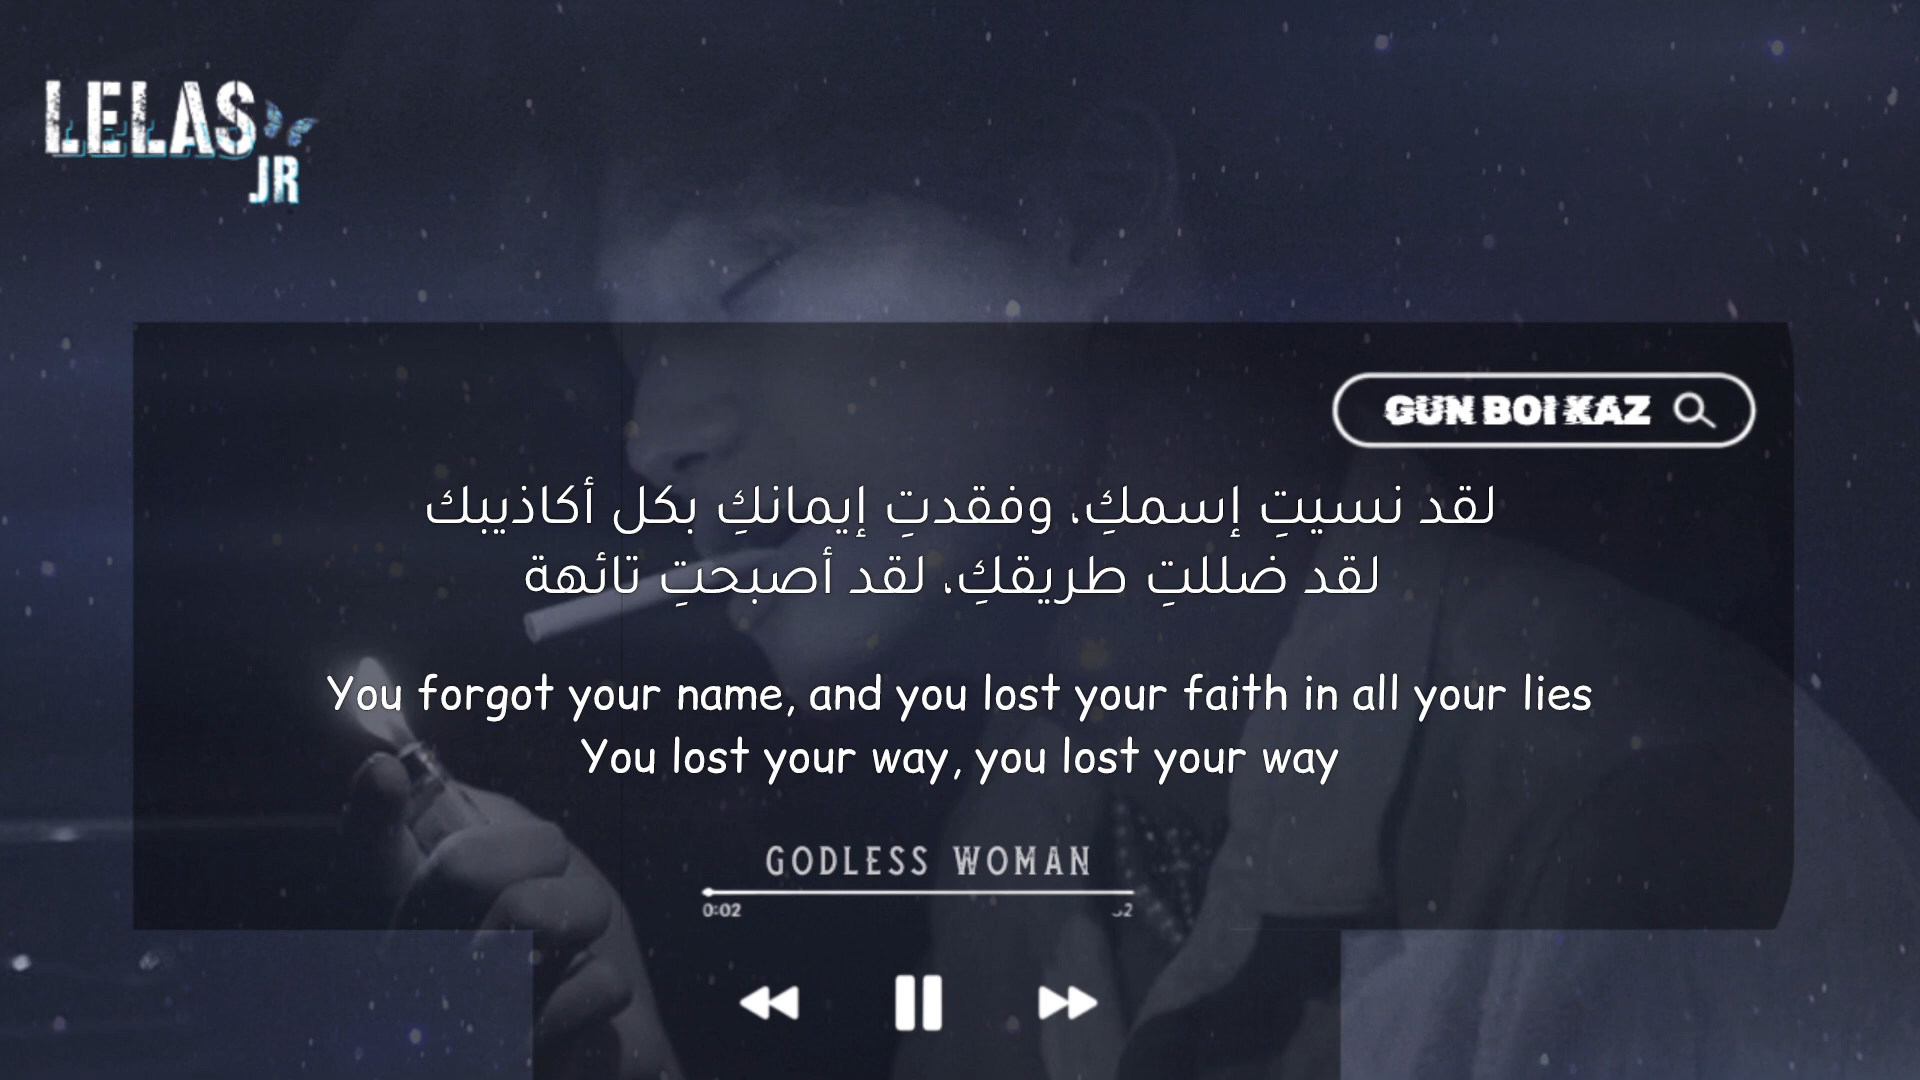 LELAS
JR
GUN BOI KAZ
لقد نسيتِ إسمكِ، وفقدتِ إيمانكِ بكل أكاذيبك
لقد ضللتِ طريقكِ، لقد أصبحتِ تائهة
You forgot your name, and you lost your faith in all your lies
You lost your way, you lost your way
GODLESS WOMAN
0:02